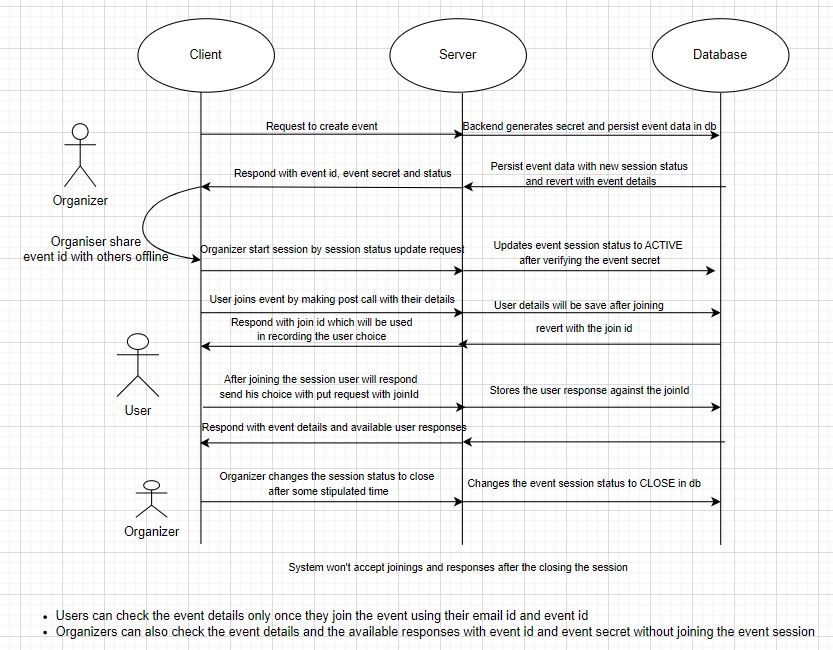 Client
Server
Database
Request to create event
Backend generates secret and persist event data in db
Respond with event id, event secret and status
Persist event data with new session status
and revert with event details
Organizer
Organiser share
event id with others offline
Organizer start session by session status update request
Updates event session status to ACTIVE
after verifying the event secret
User joins event by making post call with their details
User details will be save after joining
Respond with join id which will be used
in recording the user choice
revert with the join id
User
After joining the session user will respond
send his choice with put request with joinId
Stores the user response against the joinId
Respond with event details and available user responses
Organizer changes the session status to close
after some stipulated time
Changes the event session status to CLOSE in db
Organizer
System won't accept joinings and responses after the closing the session
• Users can check the event details only once they join the event using their email id and event id
• Organizers can also check the event details and the available responses with event id and event secret without joining the event session